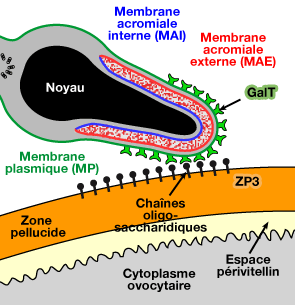 Membrane
acromiale
interne (MAI)
Membrane
acromiale
externe (MAE)
Noyau
GalT
Membrane
plasmique (MP)
ZP3
Chaînes
oligo-
saccharidiques
Zone
pellucide
Espace
périvitellin
Cytoplasme
ovocytaire